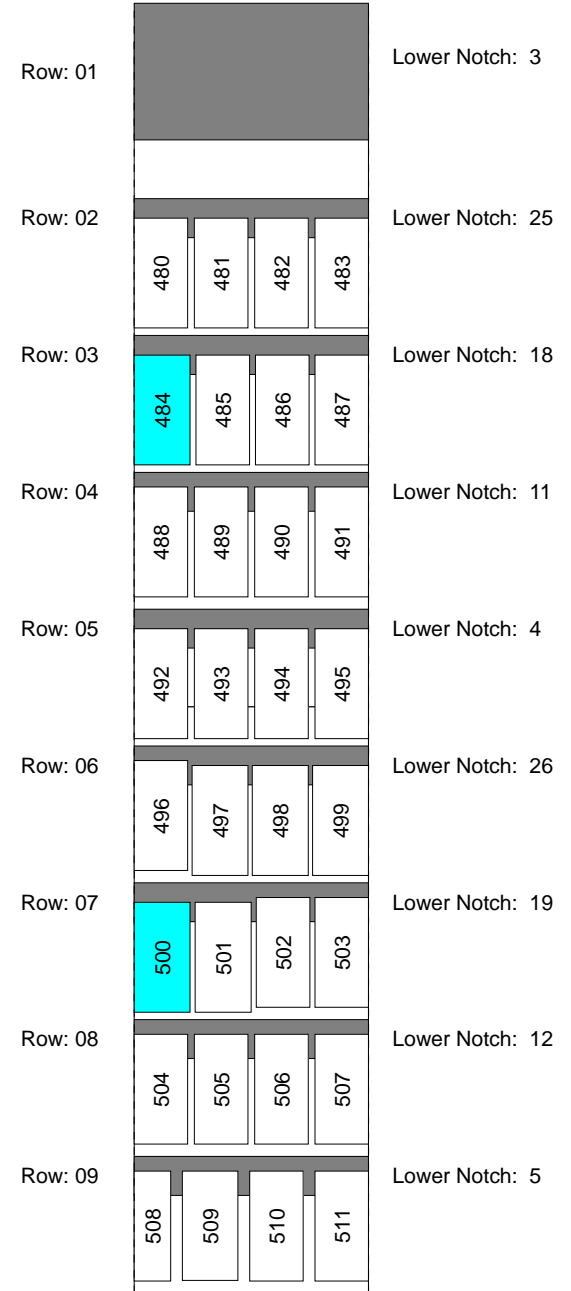 Row: 01 Lower Notch: 3
Row: 02 Lower Notch: 25
480 481 482 483
Row: 03 Lower Notch: 18
484 485 486 487
Row: 04 Lower Notch: 11
488 489 490 491
Row: 05 Lower Notch: 4
492 493 494 495
Row: 06 Lower Notch: 26
496 497 498 499
Row: 07 Lower Notch: 19
500 501 502 503
Row: 08 Lower Notch: 12
504 505 506 507
Row: 09 Lower Notch: 5
508 509 510 511